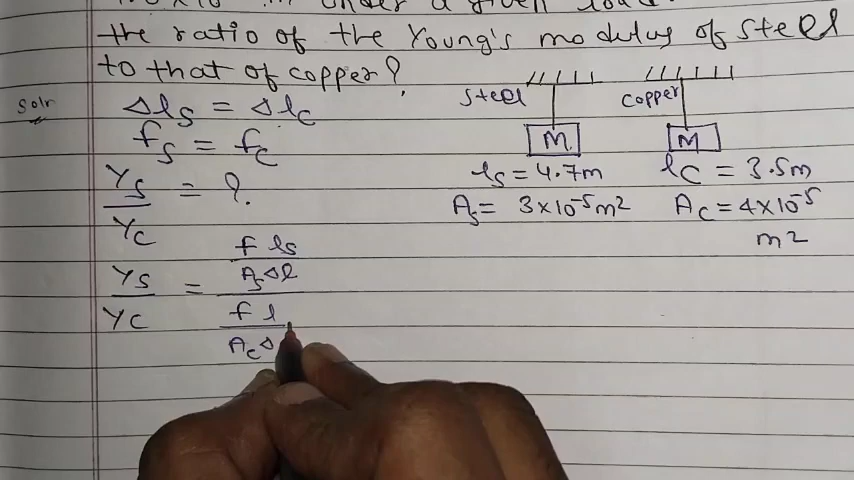 the ratio of the Young's modulus of steel
to that of copper?
Soln
Δls = Δlc
fs = fc
Ys/Yc = ?
Ys/Yc = (f ls / As Δl) / (f l / Ac Δ
steel
copper
M
M
ls = 4.7m
lc = 3.5m
As = 3×10⁻⁵m²
Ac = 4×10⁻⁵
m²